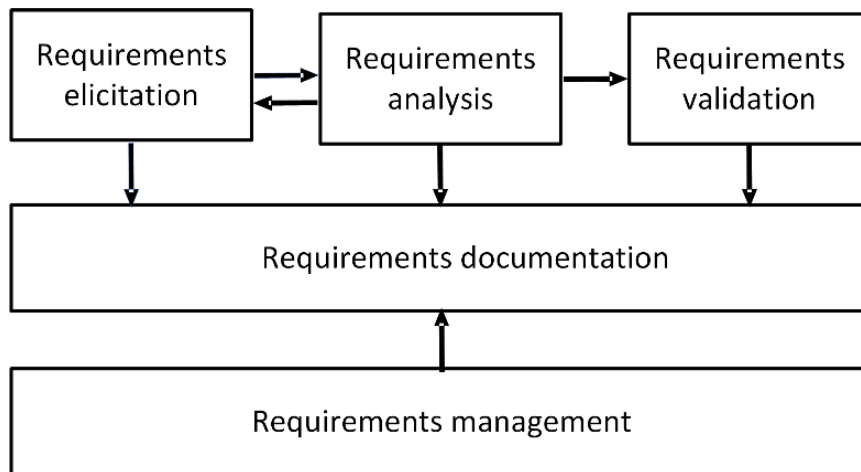 Requirements
elicitation
Requirements
analysis
Requirements
validation
Requirements documentation
Requirements management